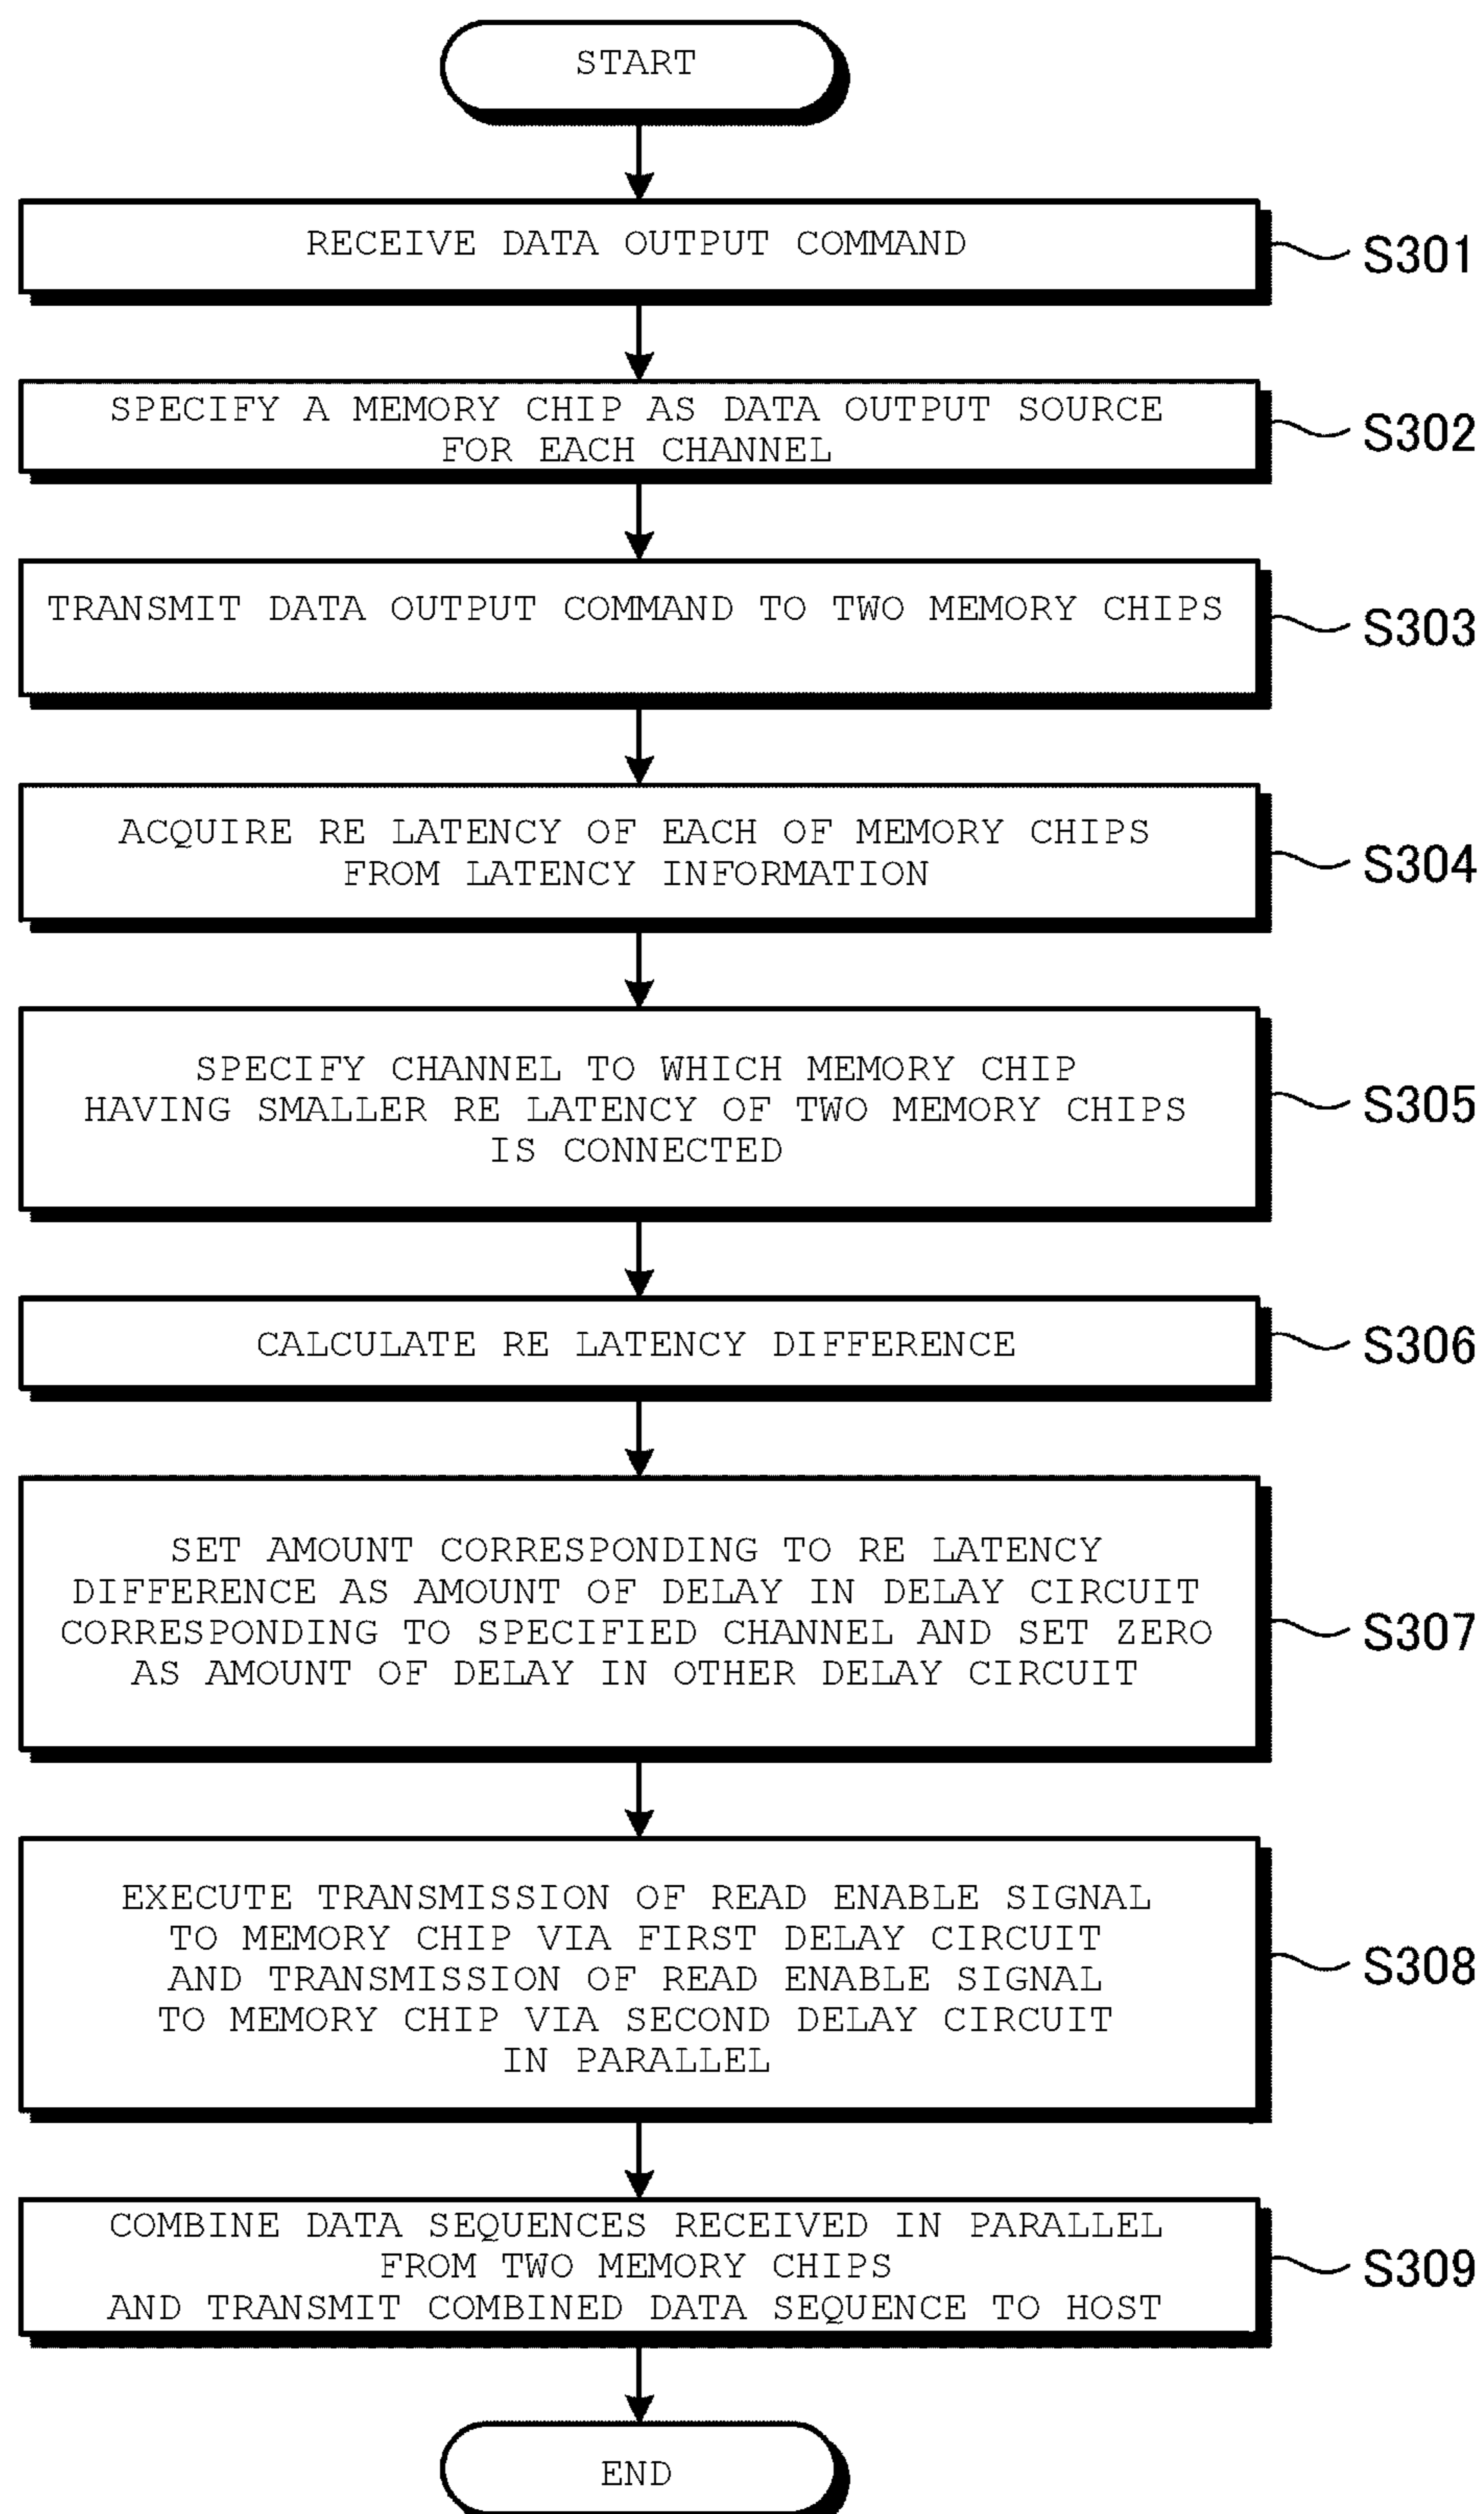 START
RECEIVE DATA OUTPUT COMMAND
S301
SPECIFY A MEMORY CHIP AS DATA OUTPUT SOURCE
FOR EACH CHANNEL
S302
TRANSMIT DATA OUTPUT COMMAND TO TWO MEMORY CHIPS
S303
ACQUIRE RE LATENCY OF EACH OF MEMORY CHIPS
FROM LATENCY INFORMATION
S304
SPECIFY CHANNEL TO WHICH MEMORY CHIP
HAVING SMALLER RE LATENCY OF TWO MEMORY CHIPS
IS CONNECTED
S305
CALCULATE RE LATENCY DIFFERENCE
S306
SET AMOUNT CORRESPONDING TO RE LATENCY
DIFFERENCE AS AMOUNT OF DELAY IN DELAY CIRCUIT
CORRESPONDING TO SPECIFIED CHANNEL AND SET ZERO
AS AMOUNT OF DELAY IN OTHER DELAY CIRCUIT
S307
EXECUTE TRANSMISSION OF READ ENABLE SIGNAL
TO MEMORY CHIP VIA FIRST DELAY CIRCUIT
AND TRANSMISSION OF READ ENABLE SIGNAL
TO MEMORY CHIP VIA SECOND DELAY CIRCUIT
IN PARALLEL
S308
COMBINE DATA SEQUENCES RECEIVED IN PARALLEL
FROM TWO MEMORY CHIPS
AND TRANSMIT COMBINED DATA SEQUENCE TO HOST
S309
END